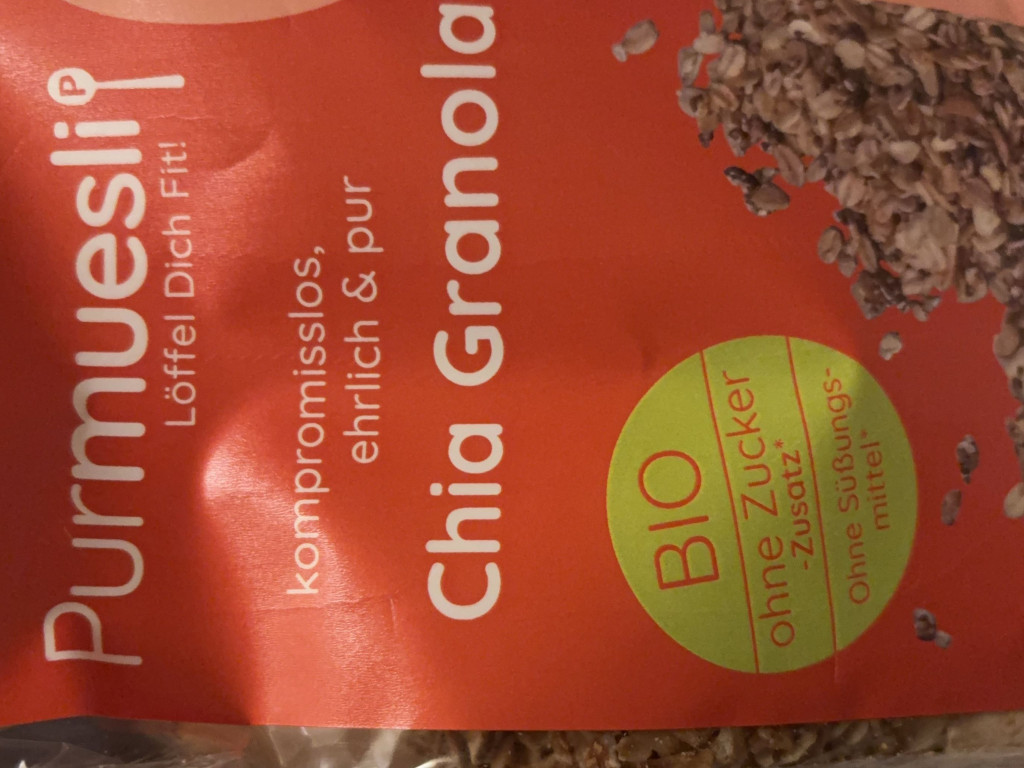 Purmuesli
P
Löffel Dich Fit!
kompromisslos,
ehrlich & pur
Chia Granola
BIO
ohne Zucker
-Zusatz*
Ohne Süßungs-
mittel*